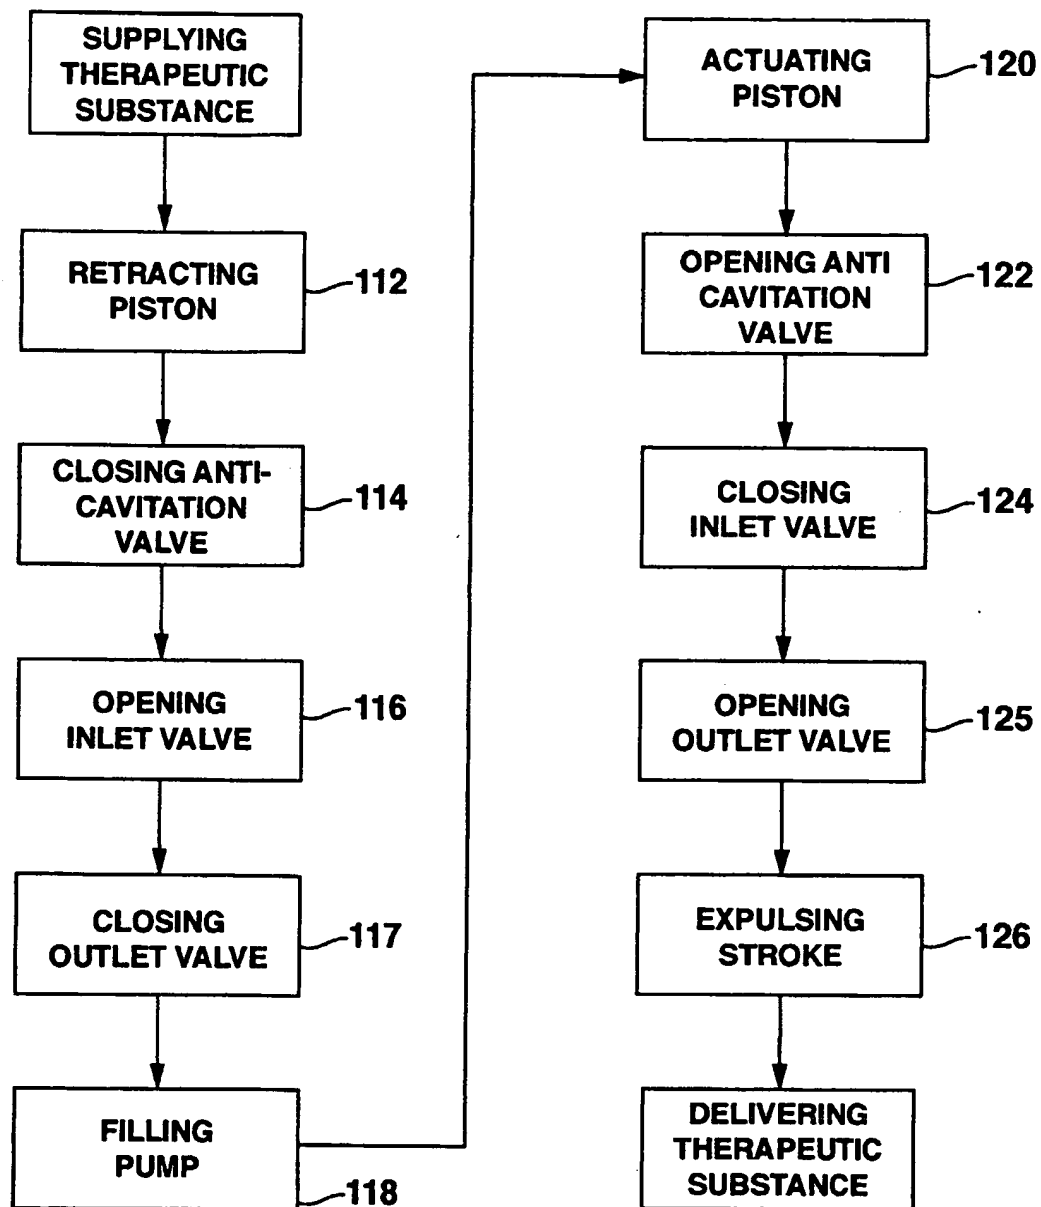 SUPPLYING
THERAPEUTIC
SUBSTANCE
RETRACTING
PISTON
112
CLOSING ANTI-
CAVITATION
VALVE
114
OPENING
INLET VALVE
116
CLOSING
OUTLET VALVE
117
FILLING
PUMP
118
ACTUATING
PISTON
120
OPENING ANTI
CAVITATION
VALVE
122
CLOSING
INLET VALVE
124
OPENING
OUTLET VALVE
125
EXPULSING
STROKE
126
DELIVERING
THERAPEUTIC
SUBSTANCE